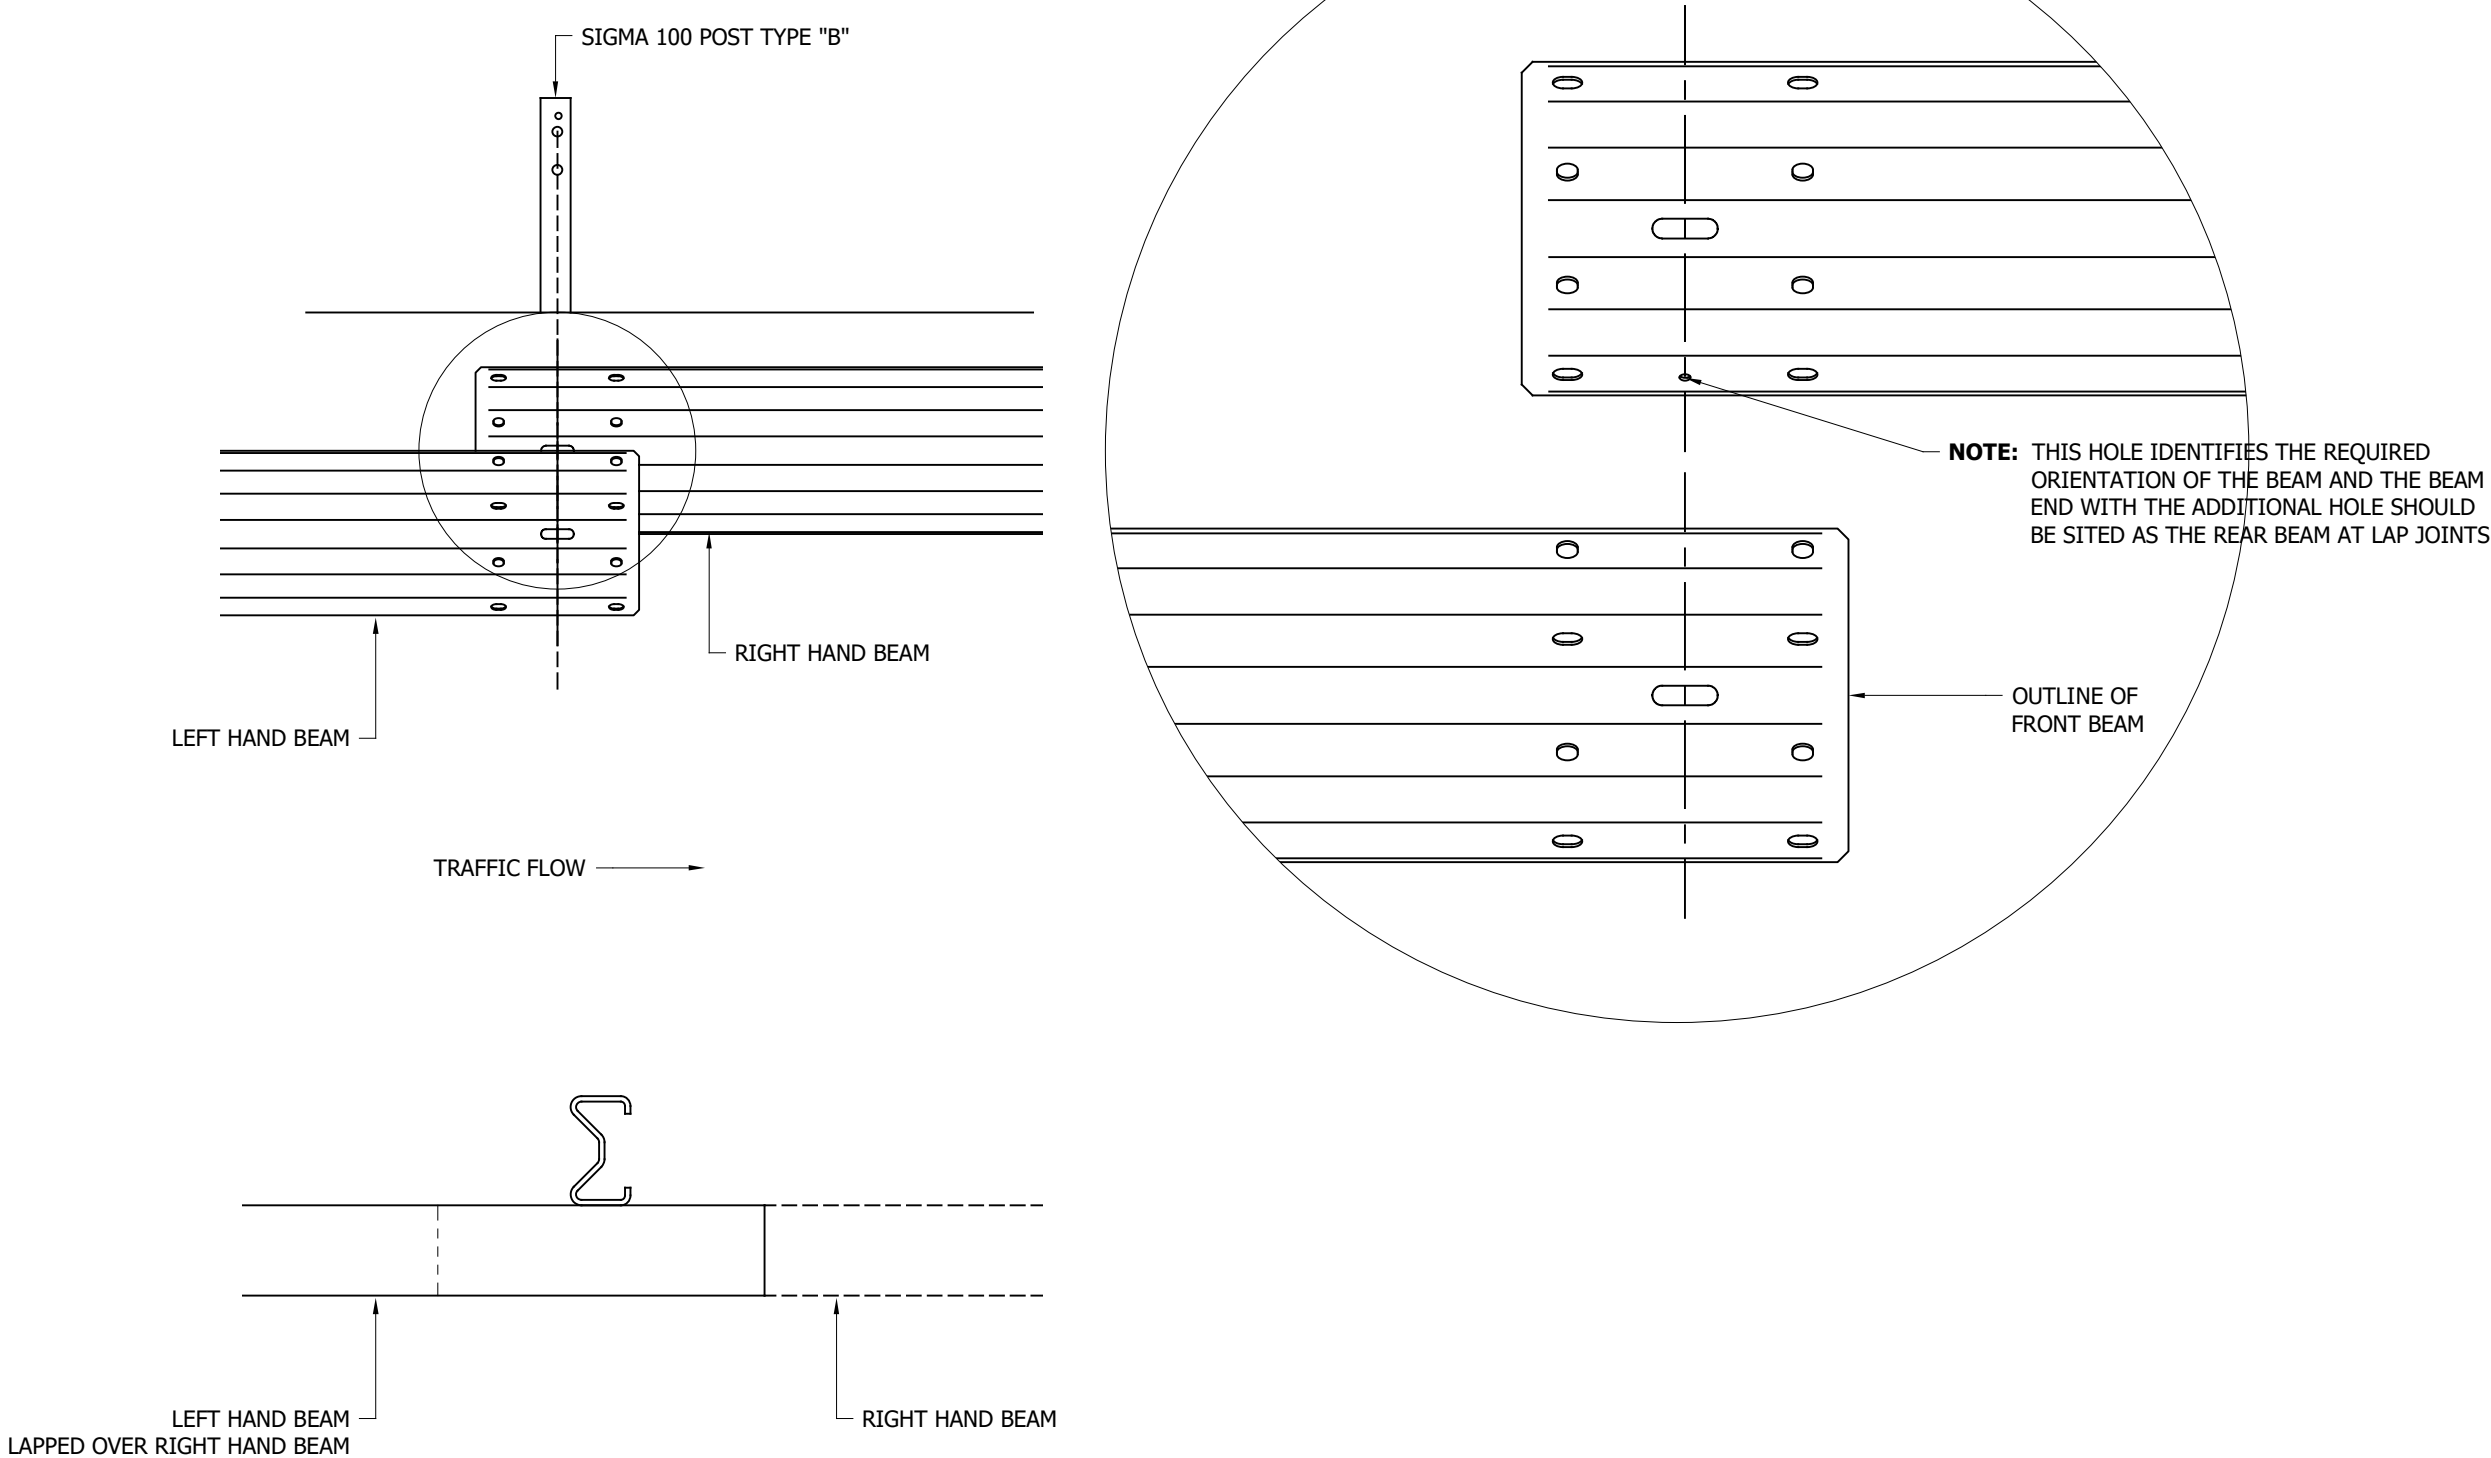 SIGMA 100 POST TYPE "B"
NOTE: THIS HOLE IDENTIFIES THE REQUIRED
ORIENTATION OF THE BEAM AND THE BEAM
END WITH THE ADDITIONAL HOLE SHOULD
BE SITED AS THE REAR BEAM AT LAP JOINTS
RIGHT HAND BEAM
LEFT HAND BEAM
OUTLINE OF
FRONT BEAM
TRAFFIC FLOW
LEFT HAND BEAM
LAPPED OVER RIGHT HAND BEAM
RIGHT HAND BEAM